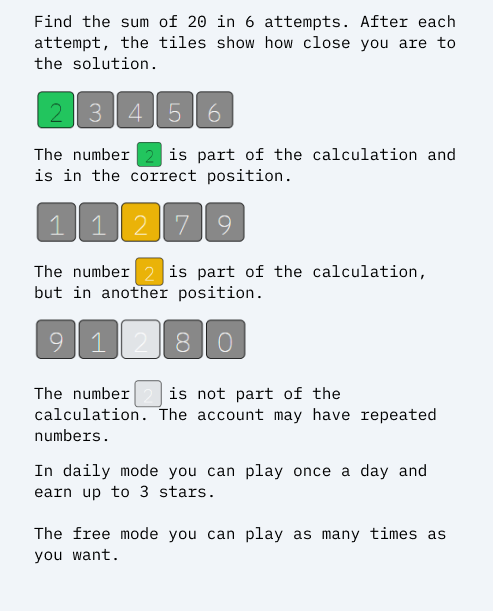 Find the sum of 20 in 6 attempts. After each
attempt, the tiles show how close you are to
the solution.
2 3 4 5 6
The number 2 is part of the calculation and
is in the correct position.
1 1 2 7 9
The number 2 is part of the calculation,
but in another position.
9 1 2 8 0
The number 2 is not part of the
calculation. The account may have repeated
numbers.
In daily mode you can play once a day and
earn up to 3 stars.
The free mode you can play as many times as
you want.